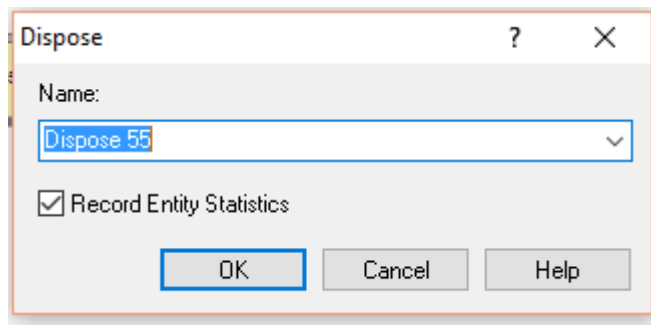 Dispose ?
Name:
Dispose 55
Record Entity Statistics
OK Cancel Help